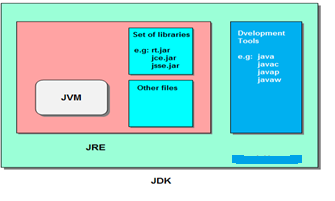 Set of libraries
e.g: rt.jar
jce.jar
jsse.jar
Other files
JVM
JRE
Dvelopment
Tools
e.g: java
javac
javap
javaw
JDK